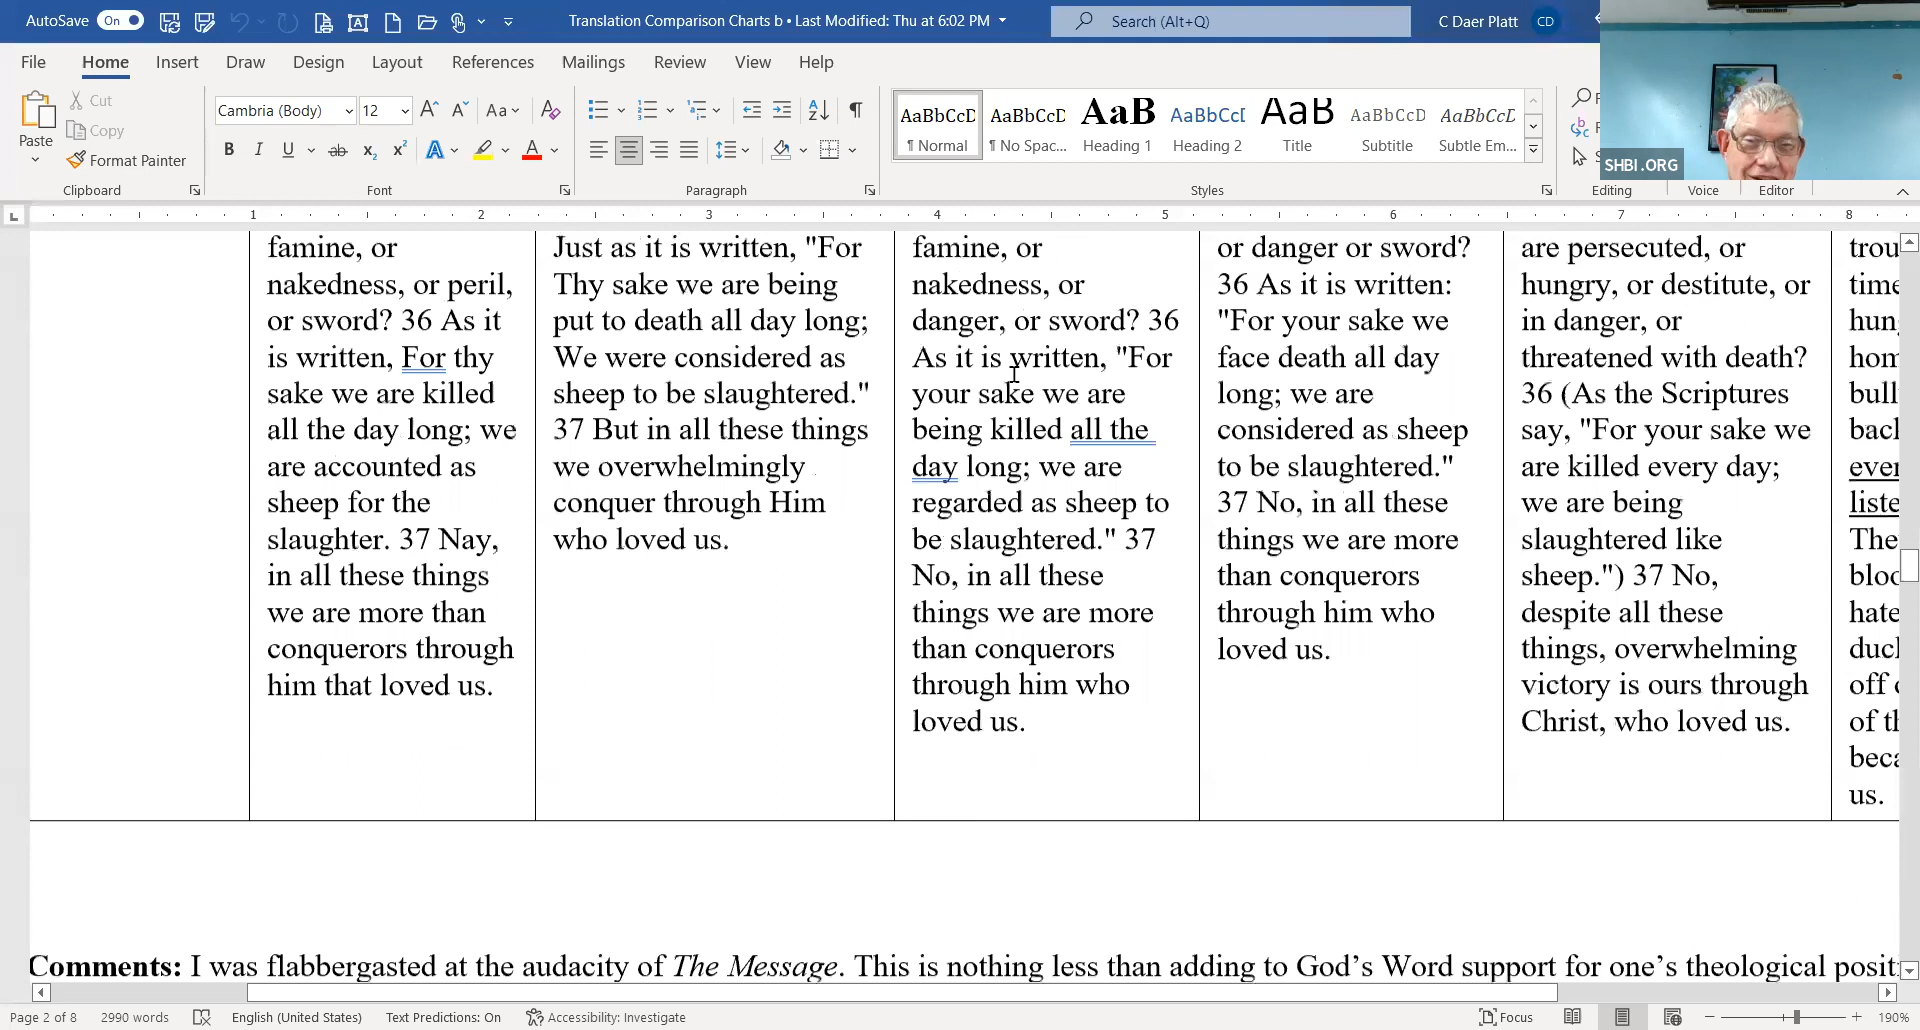 AutoSave On Translation Comparison Charts b • Last Modified: Thu at 6:02 PM Search (Alt+Q) C Daer Platt CD
File Home Insert Draw Design Layout References Mailings Review View Help
Paste
Cut
Copy
Format Painter
Clipboard
Cambria (Body) 12
Font
Paragraph
AaBbCcD AaBbCcD AaB AaBbCcI AaB AaBbCcD AaBbCcD
¶ Normal ¶ No Spac... Heading 1 Heading 2 Title Subtitle Subtle Em...
Styles
Editing Voice Editor
SHBI.ORG
1 2 3 4 5 6 7 8
famine, or
nakedness, or peril,
or sword? 36 As it
is written, For thy
sake we are killed
all the day long; we
are accounted as
sheep for the
slaughter. 37 Nay,
in all these things
we are more than
conquerors through
him that loved us.
Just as it is written, "For
Thy sake we are being
put to death all day long;
We were considered as
sheep to be slaughtered."
37 But in all these things
we overwhelmingly
conquer through Him
who loved us.
famine, or
nakedness, or
danger, or sword? 36
As it is written, "For
your sake we are
being killed all the
day long; we are
regarded as sheep to
be slaughtered." 37
No, in all these
things we are more
than conquerors
through him who
loved us.
or danger or sword?
36 As it is written:
"For your sake we
face death all day
long; we are
considered as sheep
to be slaughtered."
37 No, in all these
things we are more
than conquerors
through him who
loved us.
are persecuted, or
hungry, or destitute, or
in danger, or
threatened with death?
36 (As the Scriptures
say, "For your sake we
are killed every day;
we are being
slaughtered like
sheep.") 37 No,
despite all these
things, overwhelming
victory is ours through
Christ, who loved us.
time
The
hate
off
of
us.
Comments: I was flabbergasted at the audacity of The Message. This is nothing less than adding to God's Word support for one's theological posit
Page 2 of 8 2990 words English (United States) Text Predictions: On Accessibility: Investigate Focus 190%